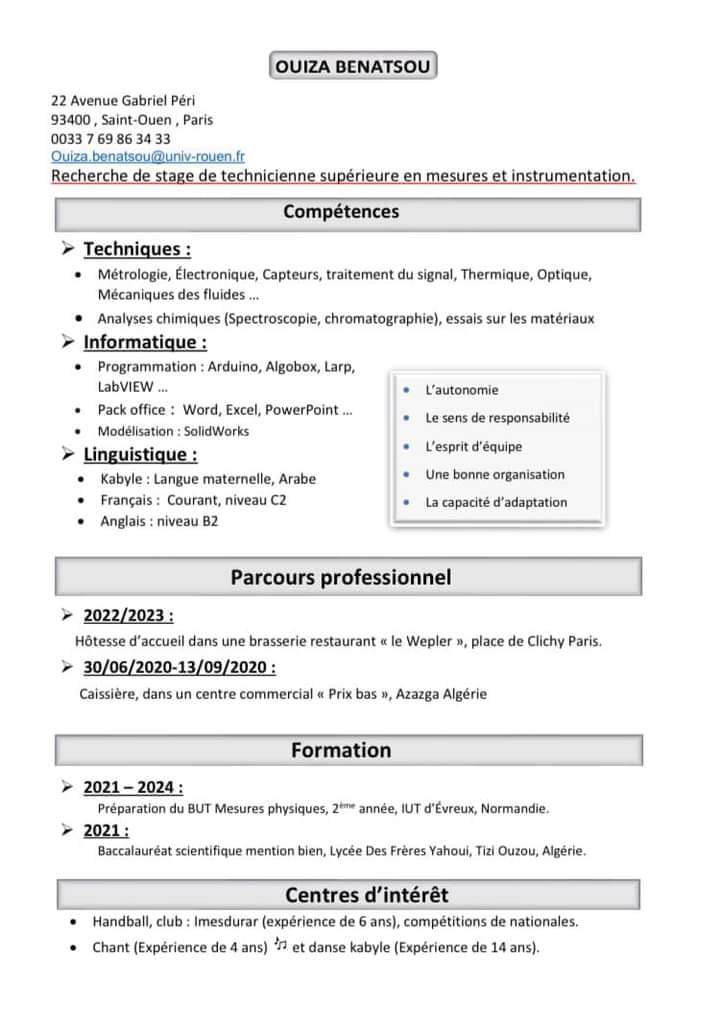 OUIZA BENATSOU
22 Avenue Gabriel Péri
93400 , Saint-Ouen , Paris
0033 7 69 86 34 33
Ouiza.benatsou@univ-rouen.fr
Recherche de stage de technicienne supérieure en mesures et instrumentation.
Compétences
➢ Techniques :
• Métrologie, Électronique, Capteurs, traitement du signal, Thermique, Optique,
Mécaniques des fluides ...
• Analyses chimiques (Spectroscopie, chromatographie), essais sur les matériaux
➢ Informatique :
• Programmation : Arduino, Algobox, Larp,
LabVIEW ...
• Pack office : Word, Excel, PowerPoint ...
• Modélisation : SolidWorks
➢ Linguistique :
• Kabyle : Langue maternelle, Arabe
• Français : Courant, niveau C2
• Anglais : niveau B2
• L’autonomie
• Le sens de responsabilité
• L’esprit d’équipe
• Une bonne organisation
• La capacité d’adaptation
Parcours professionnel
➢ 2022/2023 :
Hôtesse d’accueil dans une brasserie restaurant « le Wepler », place de Clichy Paris.
➢ 30/06/2020-13/09/2020 :
Caissière, dans un centre commercial « Prix bas », Azazga Algérie
Formation
➢ 2021 – 2024 :
Préparation du BUT Mesures physiques, 2ème année, IUT d’Évreux, Normandie.
➢ 2021 :
Baccalauréat scientifique mention bien, Lycée Des Frères Yahoui, Tizi Ouzou, Algérie.
Centres d’intérêt
• Handball, club : Imesdurar (expérience de 6 ans), compétitions de nationales.
• Chant (Expérience de 4 ans) 🎶 et danse kabyle (Expérience de 14 ans).